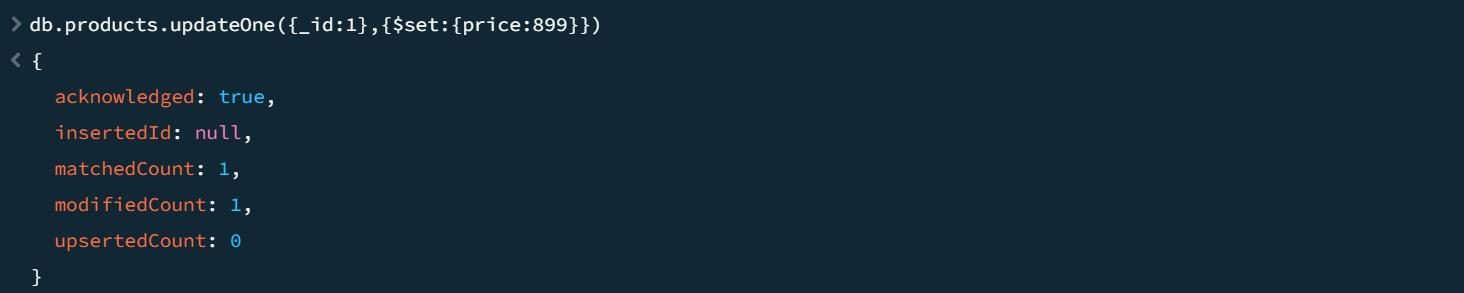 > db.products.updateOne({_id:1},{$set:{price:899}})
< {
    acknowledged: true,
    insertedId: null,
    matchedCount: 1,
    modifiedCount: 1,
    upsertedCount: 0
  }